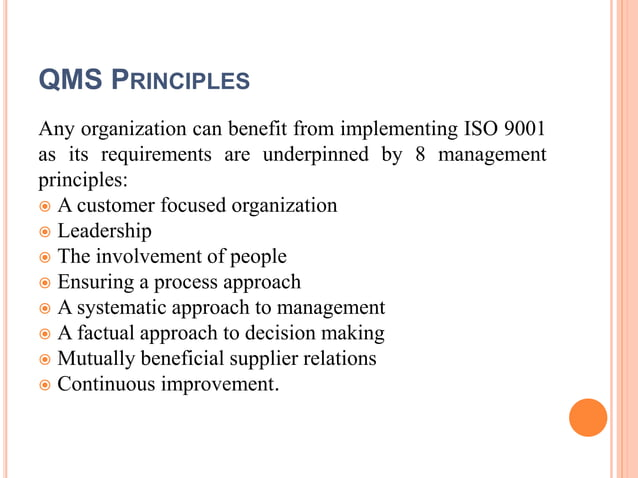 QMS PRINCIPLES
Any organization can benefit from implementing ISO 9001
as its requirements are underpinned by 8 management
principles:
A customer focused organization
Leadership
The involvement of people
Ensuring a process approach
A systematic approach to management
A factual approach to decision making
Mutually beneficial supplier relations
Continuous improvement.